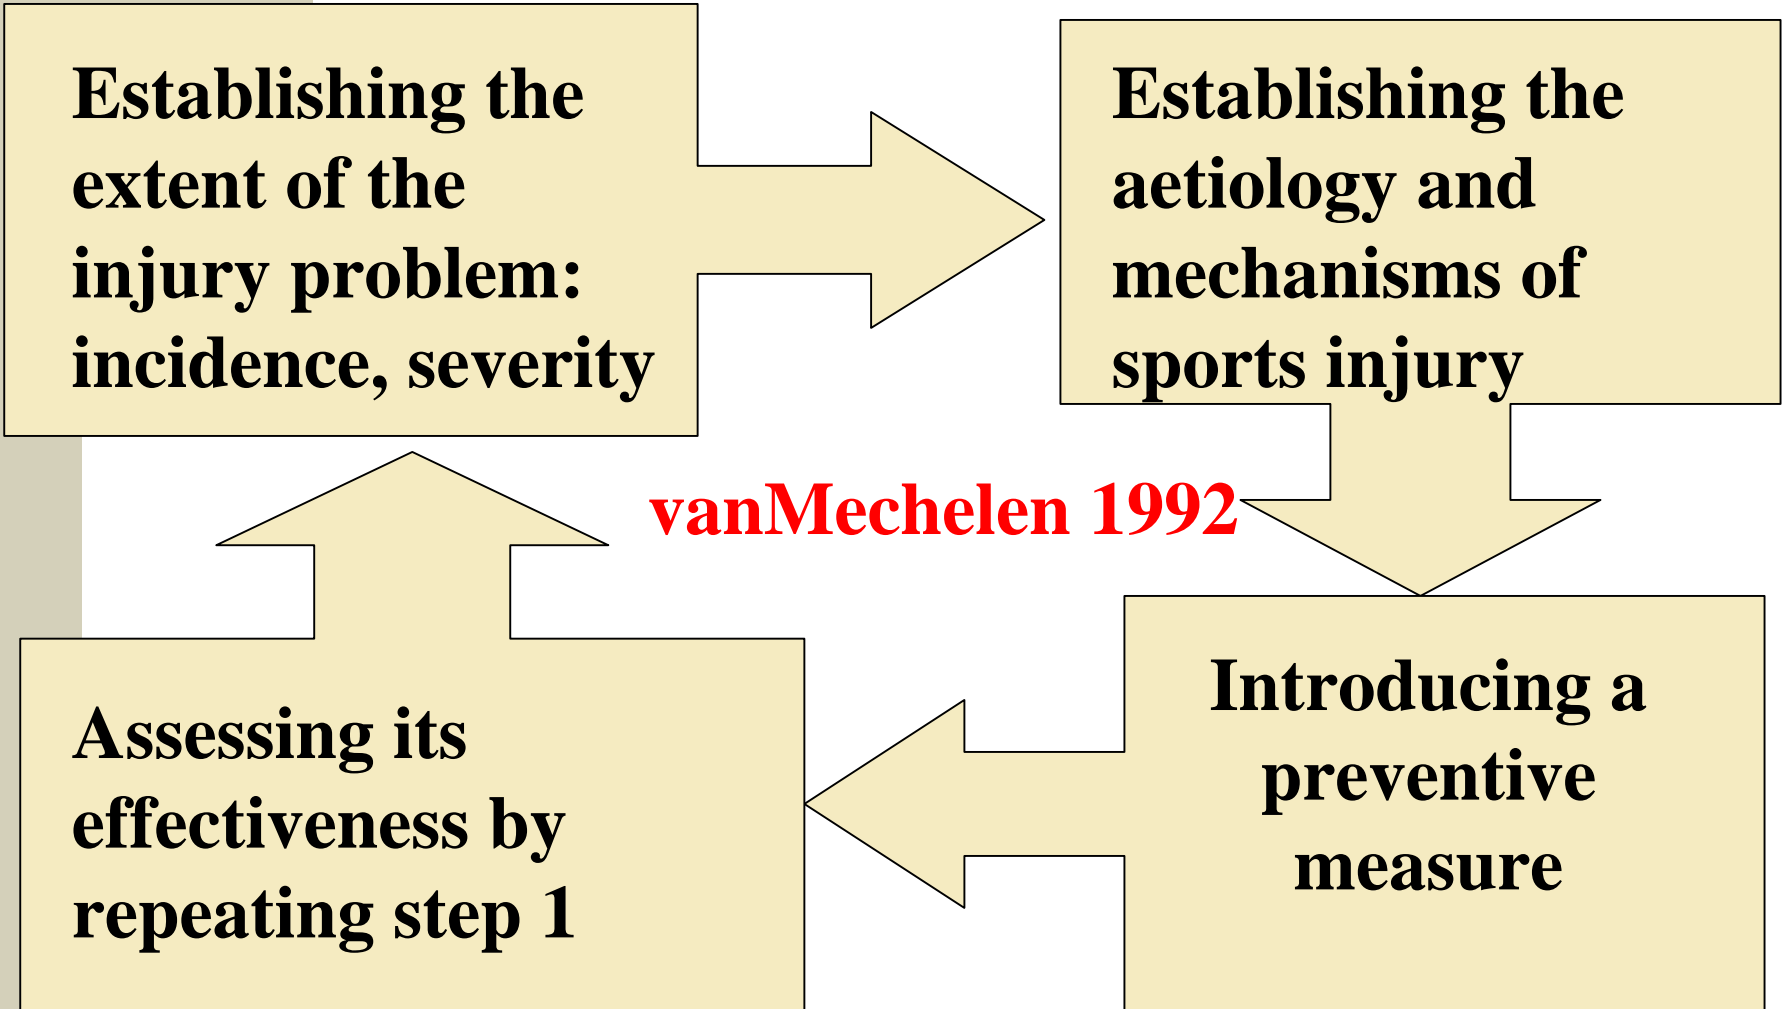 Establishing the
extent of the
injury problem:
incidence, severity
Establishing the
aetiology and
mechanisms of
sports injury
vanMechelen 1992
Introducing a
preventive
measure
Assessing its
effectiveness by
repeating step 1